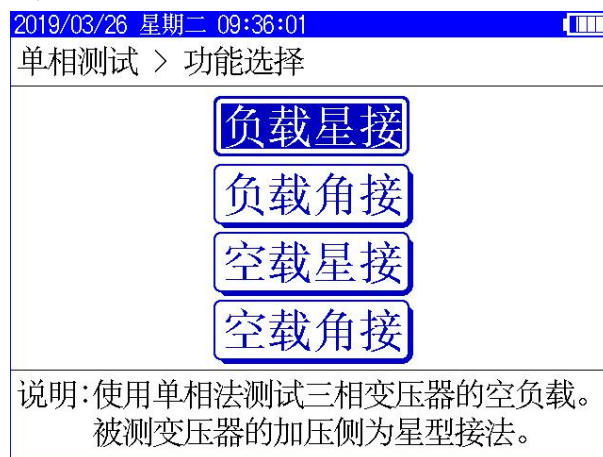 2019/03/26 星期二 09:36:01
单相测试 > 功能选择
负载星接
负载角接
空载星接
空载角接
说明:使用单相法测试三相变压器的空负载。
被测变压器的加压侧为星型接法。